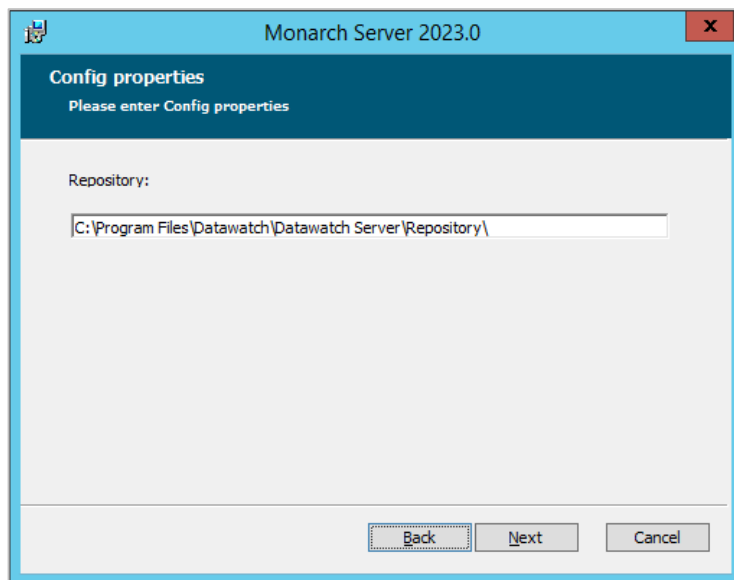 Monarch Server 2023.0
X
Config properties
Please enter Config properties
Repository:
C:\Program Files\Datawatch\Datawatch Server\Repository\
Back
Next
Cancel